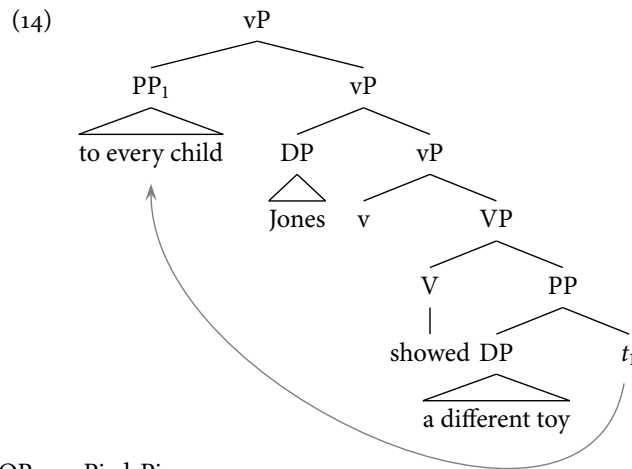 (14)
vP
PP₁ vP
to every child DP vP
Jones v VP
V PP
showed DP t₁
a different toy